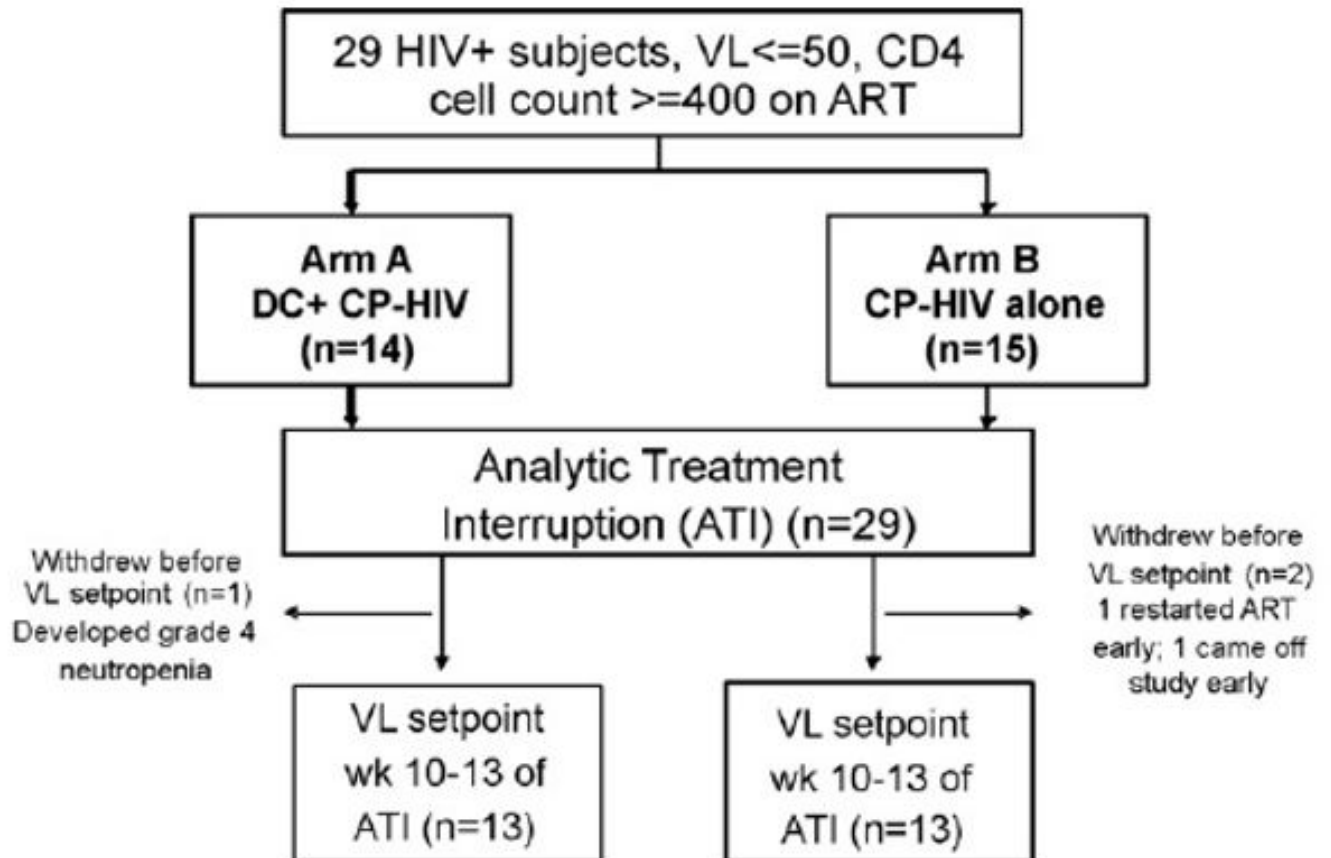 29 HIV+ subjects, VL<=50, CD4
cell count >=400 on ART
Arm A
DC+ CP-HIV
(n=14)
Arm B
CP-HIV alone
(n=15)
Analytic Treatment
Interruption (ATI) (n=29)
Withdrew before
VL setpoint (n=1)
Developed grade 4
neutropenia
Withdrew before
VL setpoint (n=2)
1 restarted ART
early; 1 came off
study early
VL setpoint
wk 10-13 of
ATI (n=13)
VL setpoint
wk 10-13 of
ATI (n=13)